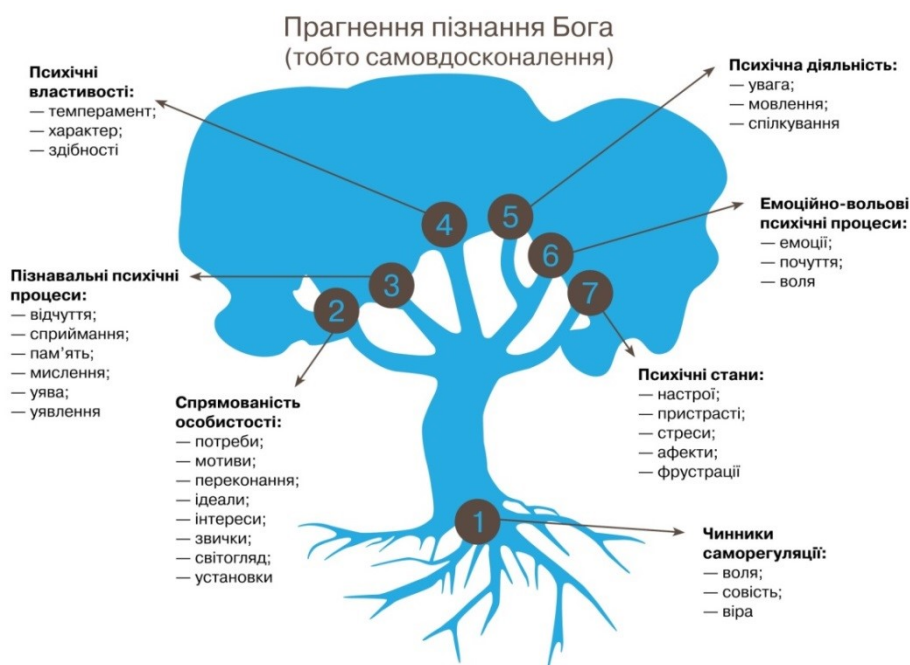 Прагнення пізнання Бога
(тобто самовдосконалення)
Психічні
властивості:
— темперамент;
— характер;
— здібності
Психічна діяльність:
— увага;
— мовлення;
— спілкування
Емоційно-вольові
психічні процеси:
— емоції;
— почуття;
— воля
Пізнавальні психічні
процеси:
— відчуття;
— сприймання;
— пам’ять;
— мислення;
— уява;
— уявлення
4
5
6
3
7
2
Спрямованість
особистості:
— потреби;
— мотиви;
— переконання;
— ідеали;
— інтереси;
— звички;
— світогляд;
— установки
Психічні стани:
— настрої;
— пристрасті;
— стреси;
— афекти;
— фрустрації
1
Чинники
саморегуляції:
— воля;
— совість;
— віра